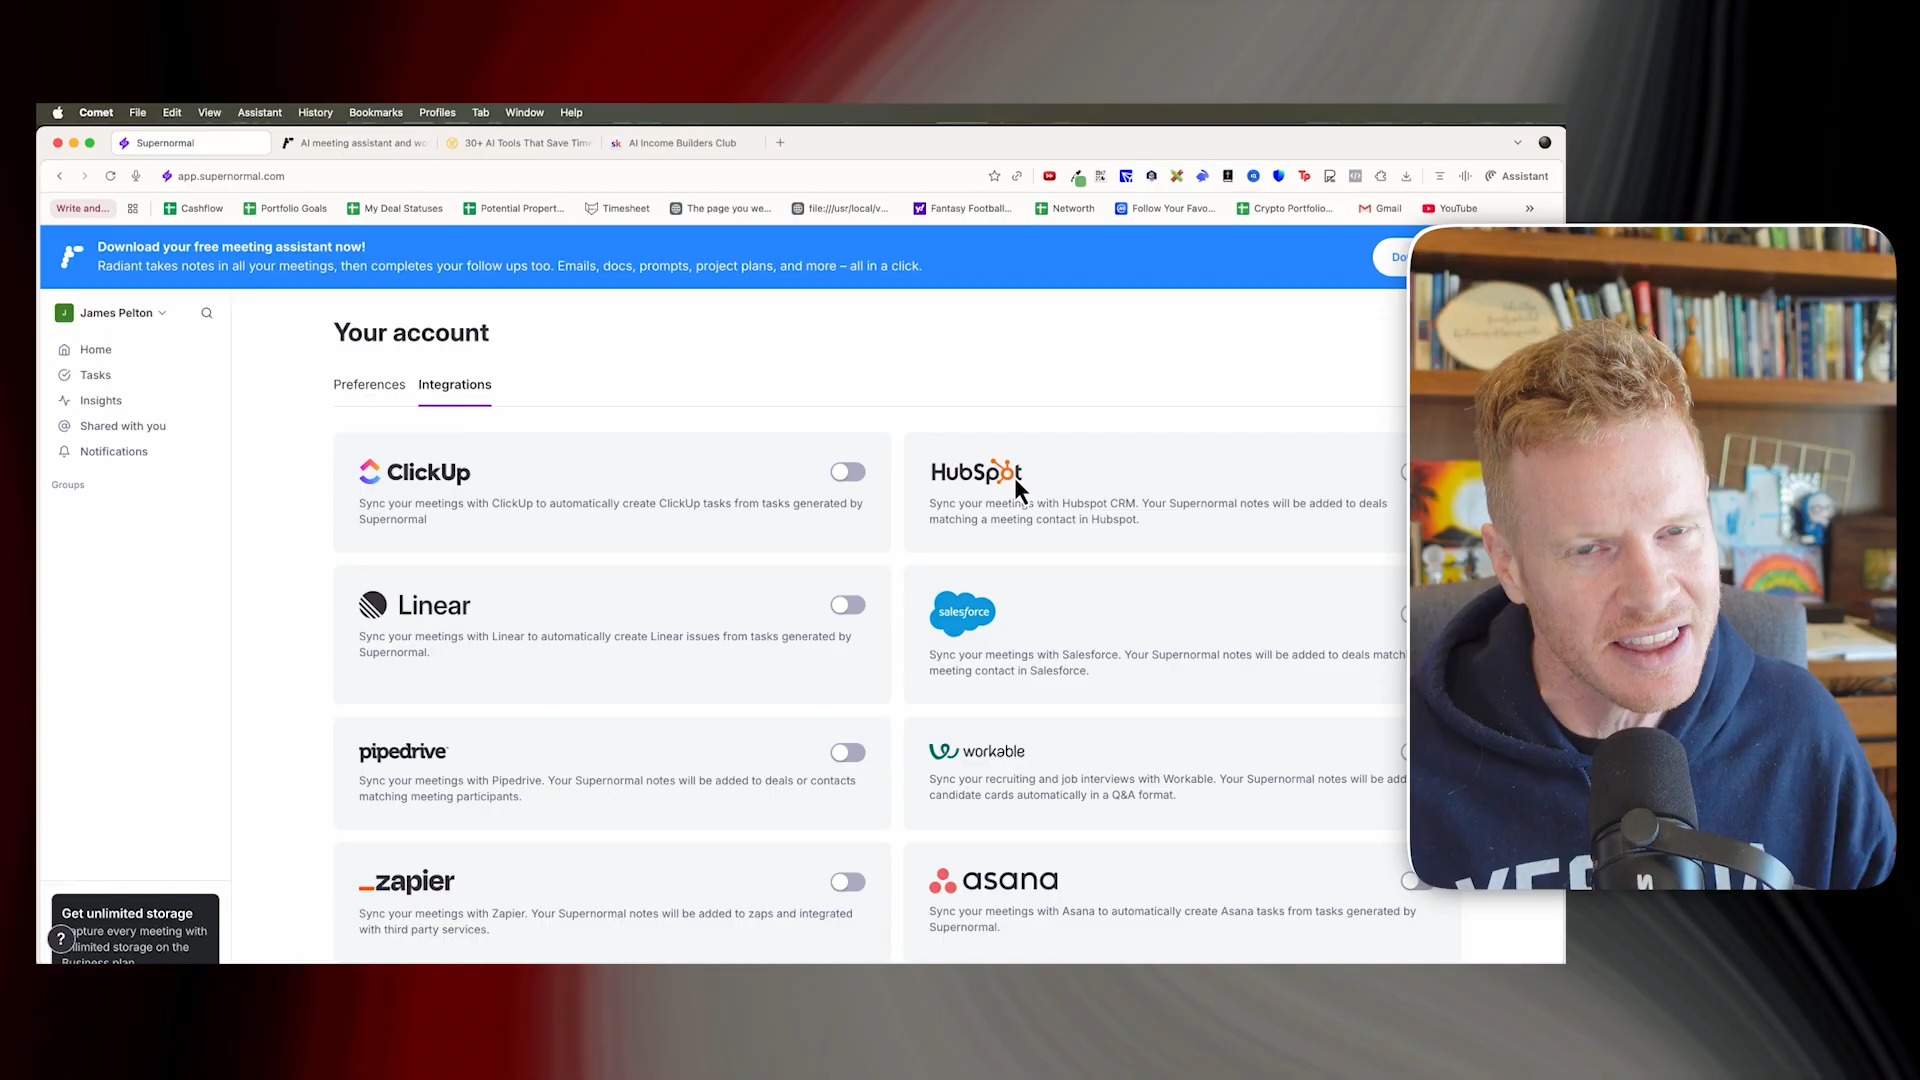 Comet File Edit View Assistant History Bookmarks Profiles Tab Window Help
Supernormal AI meeting assistant and wo 30+ AI Tools That Save Time AI Income Builders Club
app.supernormal.com Assistant
Write and... Cashflow Portfolio Goals My Deal Statuses Potential Propert... Timesheet The page you we... file:///usr/local/v... Fantasy Football... Networth Follow Your Favo... Crypto Portfolio... Gmail YouTube
Download your free meeting assistant now!
Radiant takes notes in all your meetings, then completes your follow ups too. Emails, docs, prompts, project plans, and more – all in a click.
Do
J James Pelton
Home
Tasks
Insights
Shared with you
Notifications
Groups
Get unlimited storage
capture every meeting with
unlimited storage on the
Business plan
?
Your account
Preferences Integrations
ClickUp
Sync your meetings with ClickUp to automatically create ClickUp tasks from tasks generated by
Supernormal
HubSpot
Sync your meetings with Hubspot CRM. Your Supernormal notes will be added to deals
matching a meeting contact in Hubspot.
Linear
Sync your meetings with Linear to automatically create Linear issues from tasks generated by
Supernormal.
salesforce
Sync your meetings with Salesforce. Your Supernormal notes will be added to deals match
meeting contact in Salesforce.
pipedrive
Sync your meetings with Pipedrive. Your Supernormal notes will be added to deals or contacts
matching meeting participants.
workable
Sync your recruiting and job interviews with Workable. Your Supernormal notes will be add
candidate cards automatically in a Q&A format.
zapier
Sync your meetings with Zapier. Your Supernormal notes will be added to zaps and integrated
with third party services.
asana
Sync your meetings with Asana to automatically create Asana tasks from tasks generated by
Supernormal.